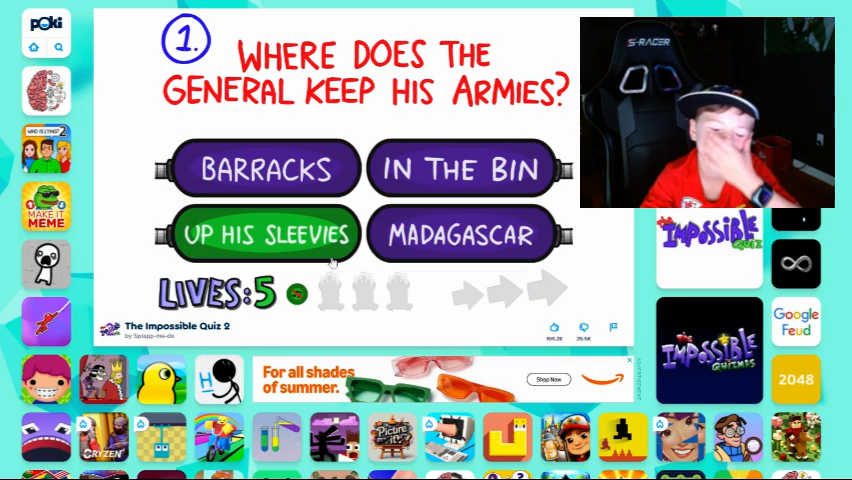 poki
1.
WHERE DOES THE
GENERAL KEEP HIS ARMIES?
BARRACKS
IN THE BIN
UP HIS SLEEVIES
MADAGASCAR
LIVES:5
S-RACER
WHO IS LYING? 2
MAKE IT
MEME
The Impossible Quiz 2
by Splapp-me-do
104.2K
25.5K
THE
IMPOSSIBLE
QUIZ
THE
IMPOSSIBLE
QUIZMAS
Google
Feud
2048
H
For all shades
of summer.
Shop Now
CRYZEN
Picture
it?